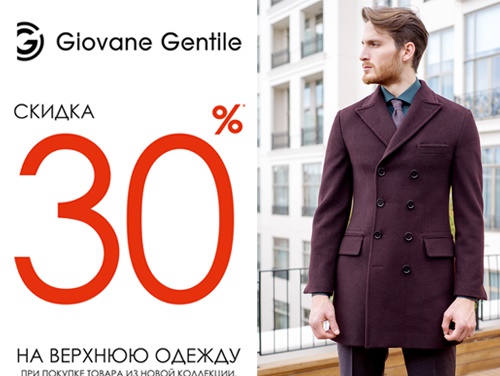 Giovane Gentile
СКИДКА
30%*
НА ВЕРХНЮЮ ОДЕЖДУ
ПРИ ПОКУПКЕ ТОВАРА ИЗ НОВОЙ КОЛЛЕКЦИИ.